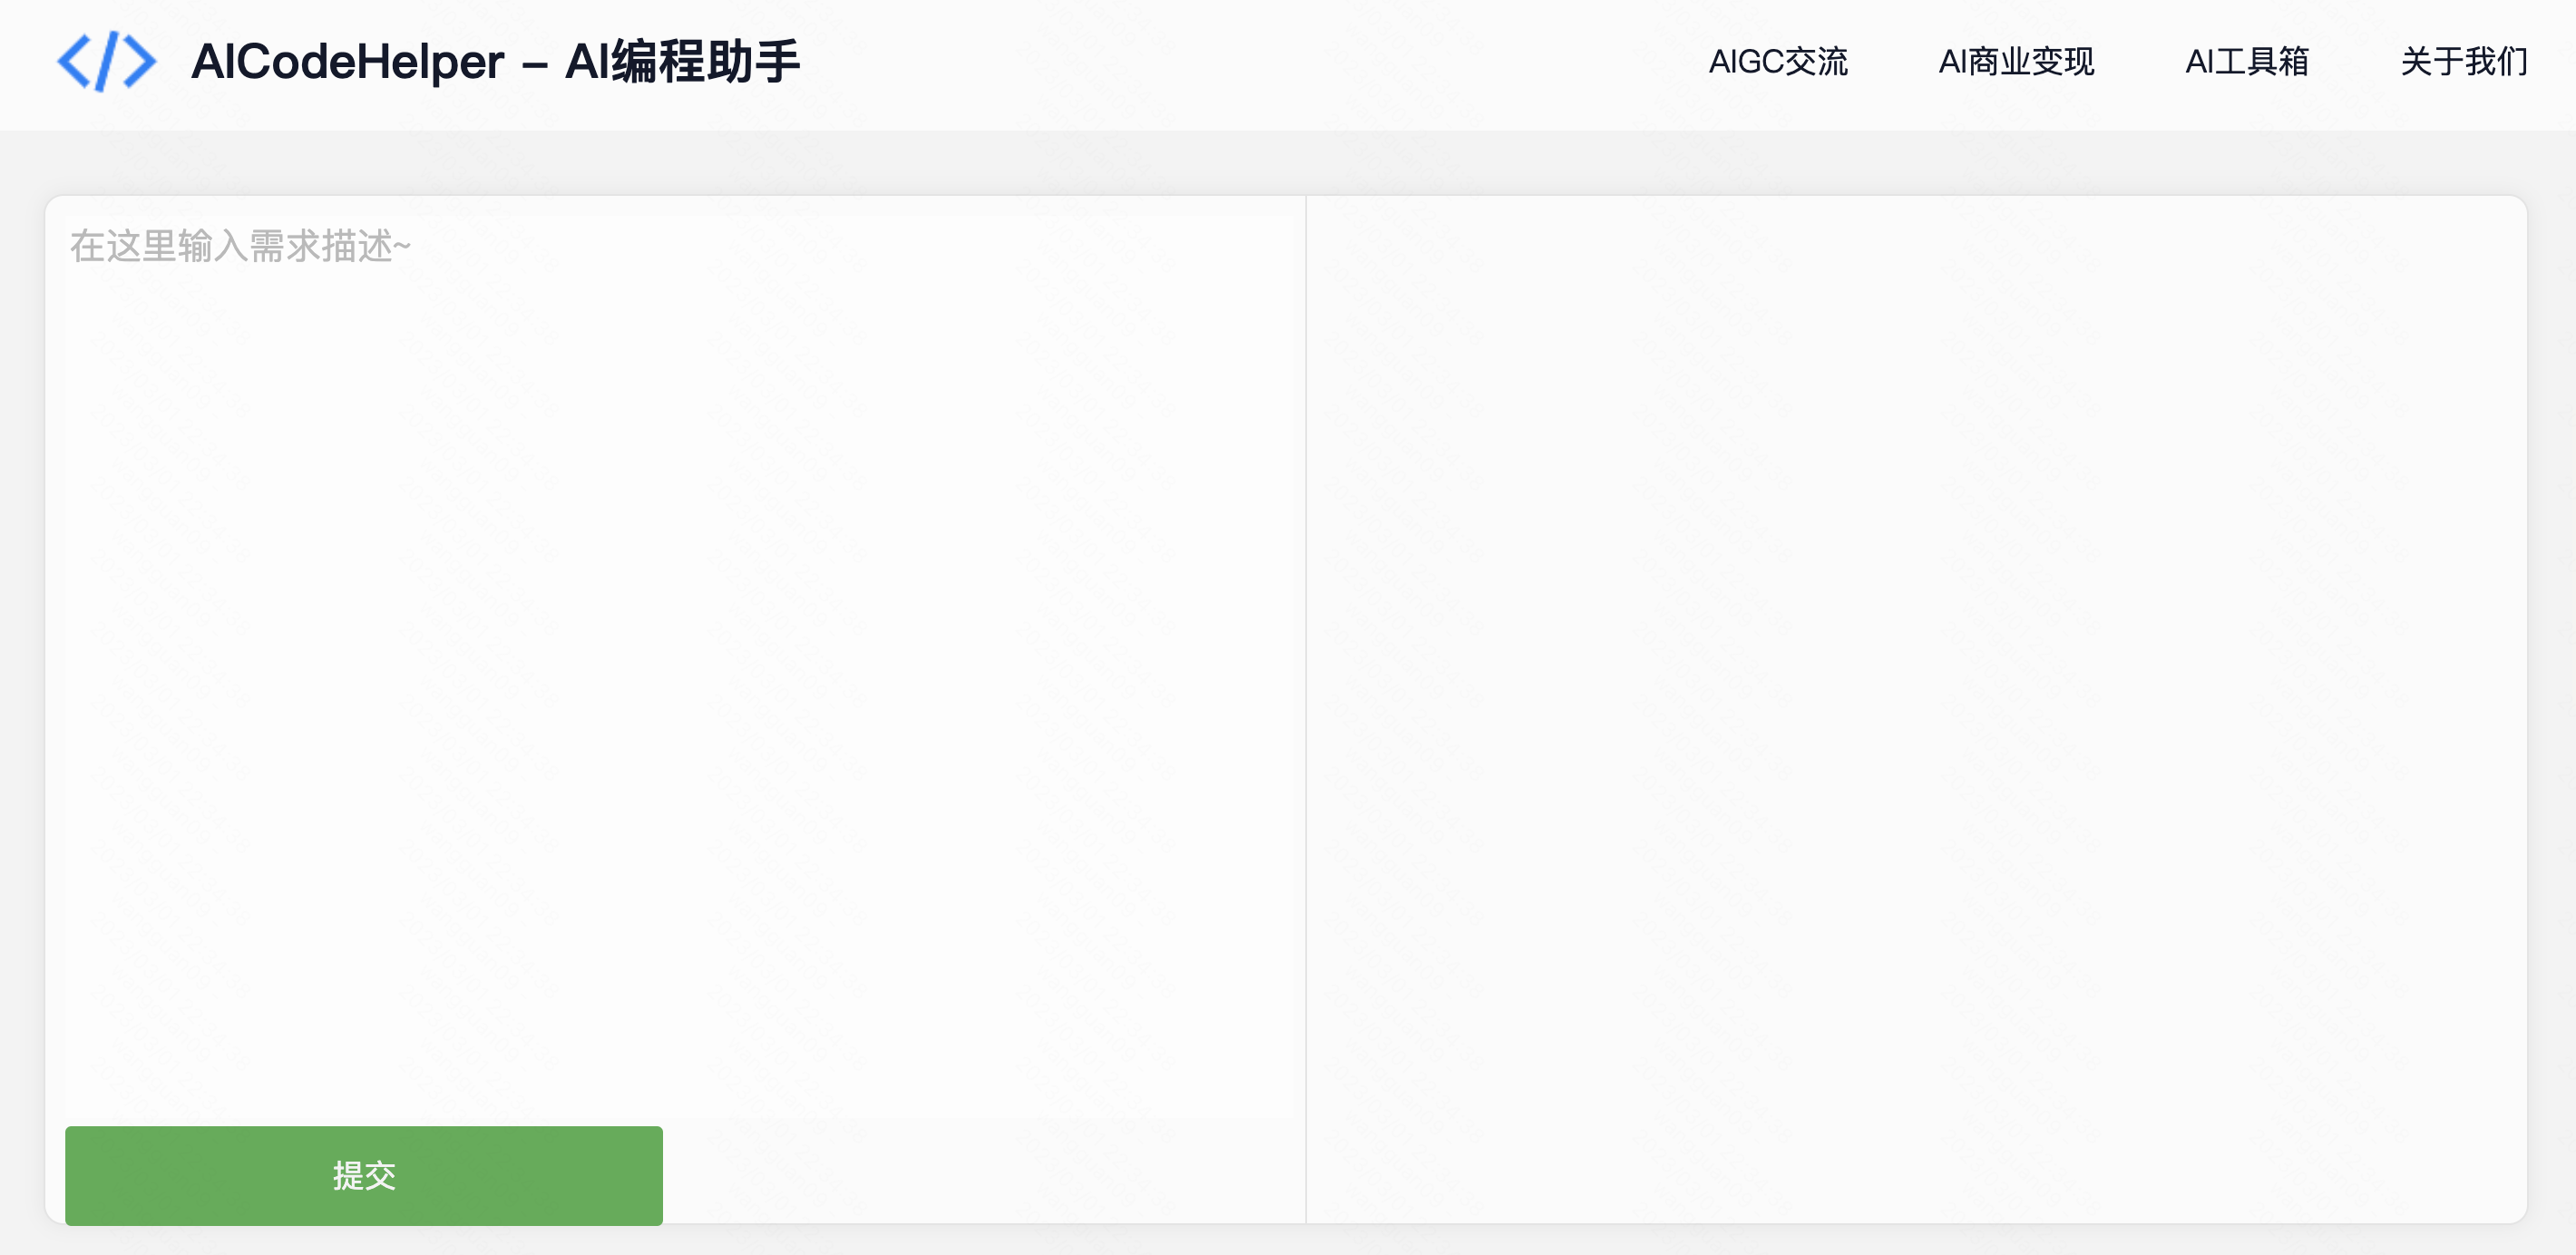 AICodeHelper – AI编程助手
AIGC交流
AI商业变现
AI工具箱
关于我们
在这里输入需求描述~
提交